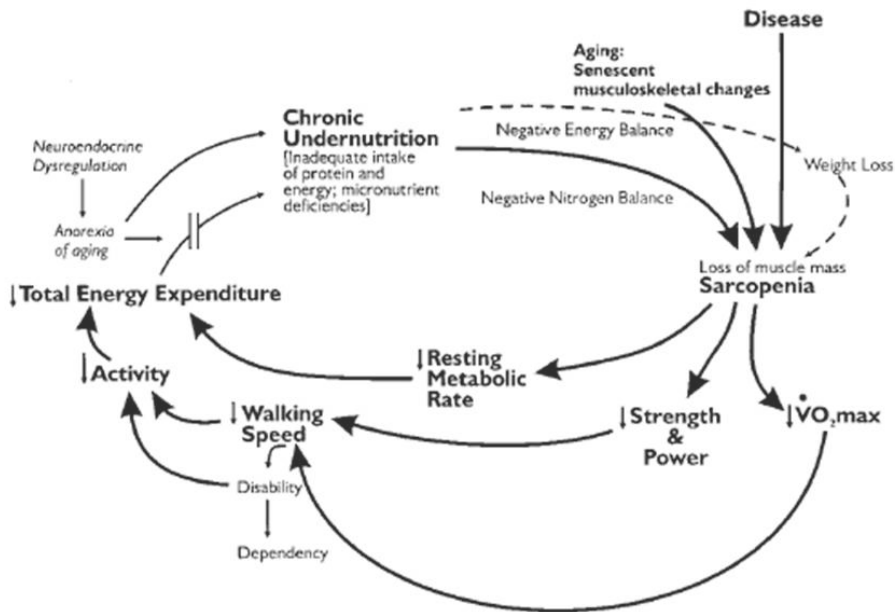 Disease
Aging:
Senescent
musculoskeletal changes
Chronic
Undernutrition
[Inadequate intake
of protein and
energy; micronutrient
deficiencies]
Neuroendocrine
Dysregulation
Negative Energy Balance
Weight Loss
Negative Nitrogen Balance
Anorexia
of aging
Loss of muscle mass
Sarcopenia
↓Total Energy Expenditure
↓Resting
Metabolic
Rate
↓Activity
↓Walking
Speed
↓Strength
&
Power
↓V̇O₂max
Disability
Dependency